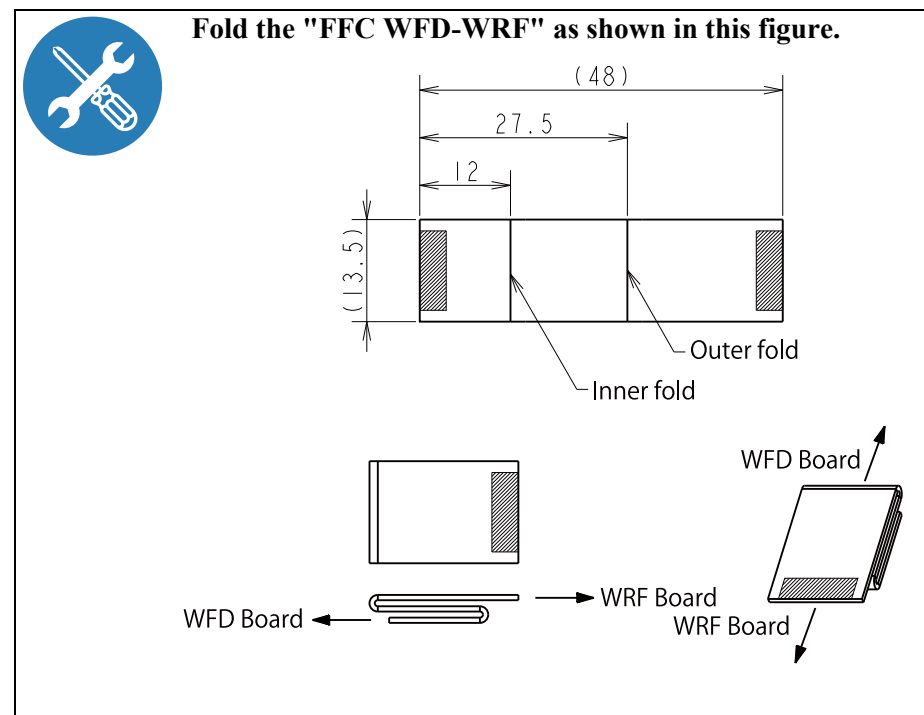 Fold the "FFC WFD-WRF" as shown in this figure.
(48)
27.5
12
(13.5)
Outer fold
Inner fold
WFD Board
WRF Board
WFD Board
WRF Board